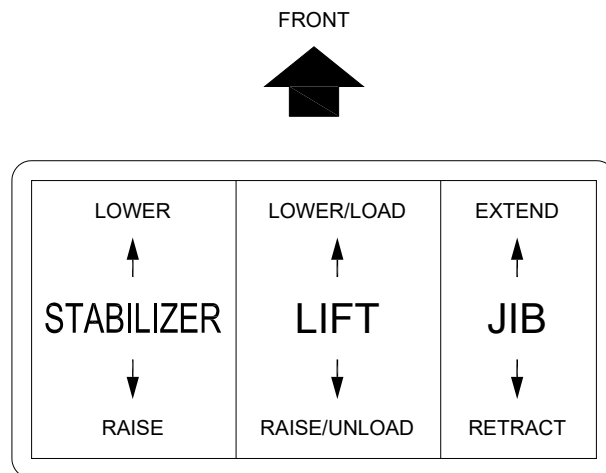 FRONT
LOWER LOWER/LOAD EXTEND
STABILIZER LIFT JIB
RAISE RAISE/UNLOAD RETRACT